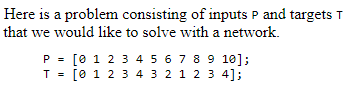 Here is a problem consisting of inputs P and targets T
that we would like to solve with a network.
P = [0 1 2 3 4 5 6 7 8 9 10];
T = [0 1 2 3 4 3 2 1 2 3 4];